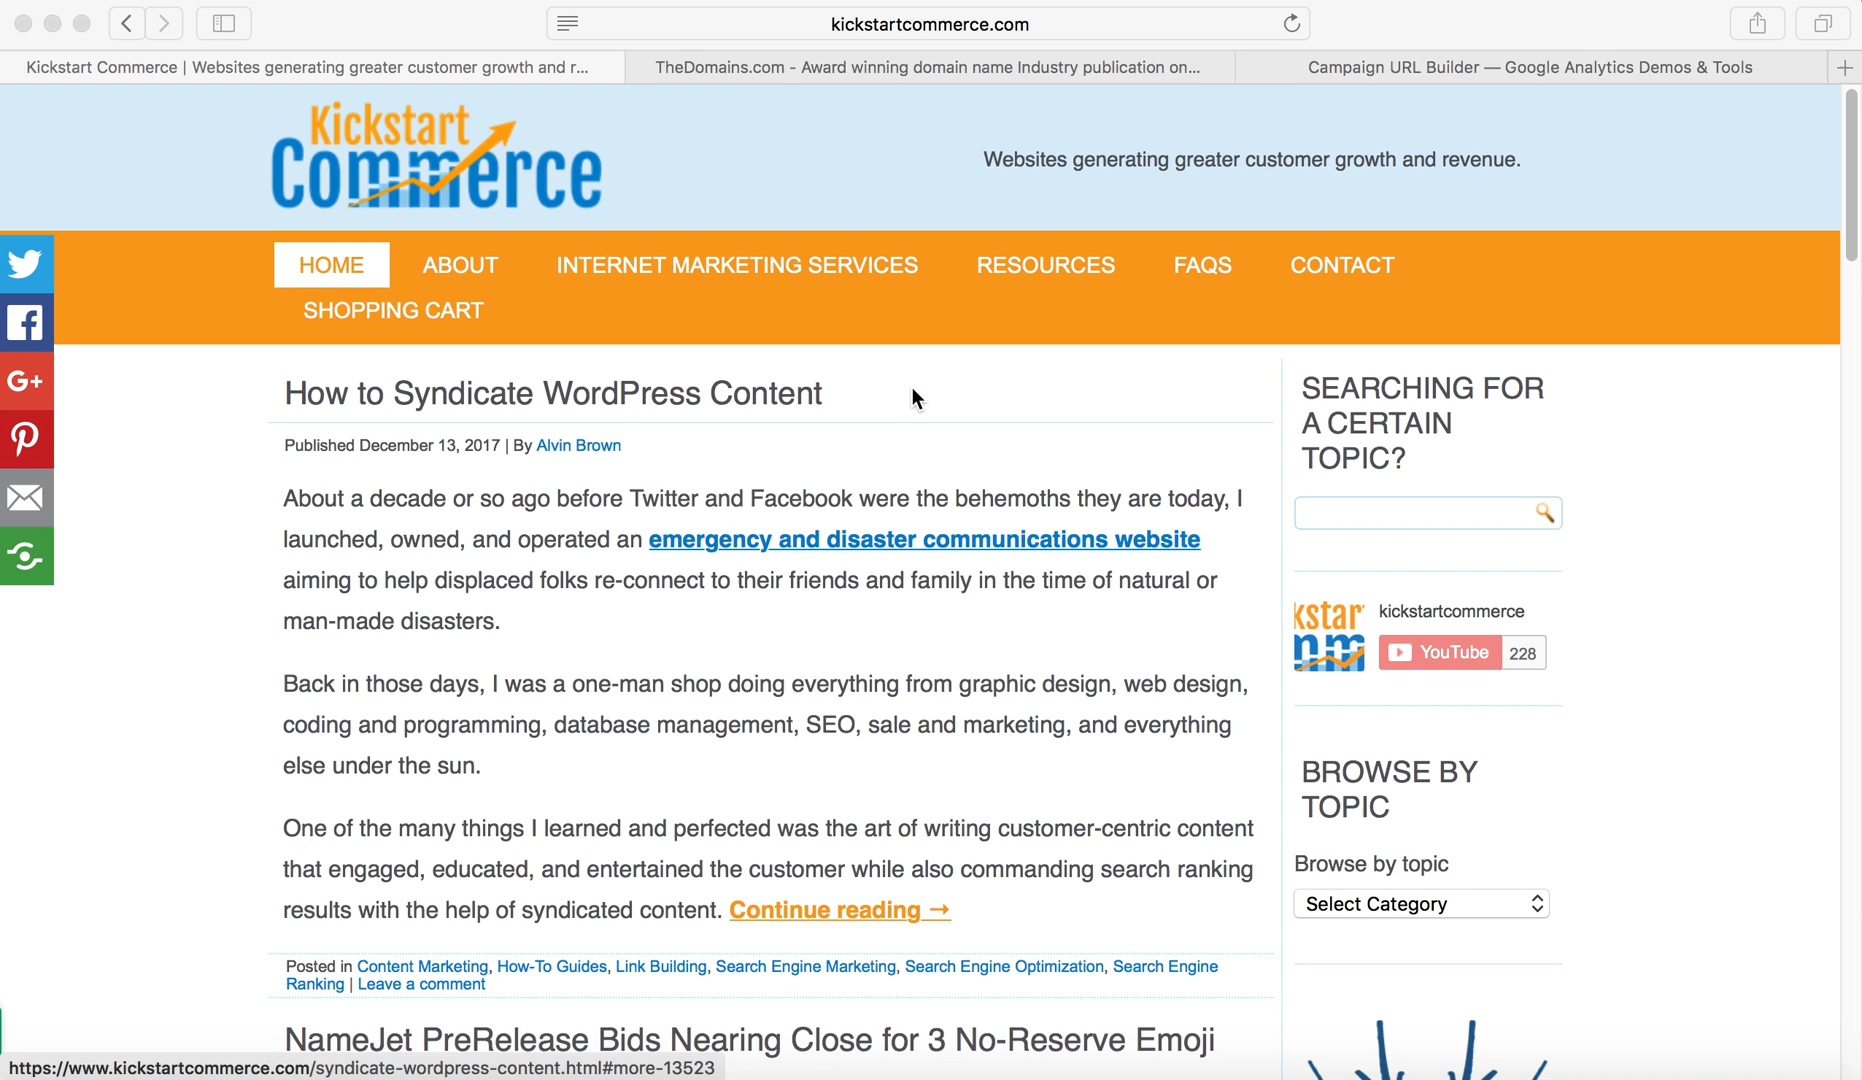 kickstartcommerce.com
Kickstart Commerce | Websites generating greater customer growth and r...
TheDomains.com - Award winning domain name Industry publication on...
Campaign URL Builder — Google Analytics Demos & Tools
Kickstart
Commerce
Websites generating greater customer growth and revenue.
HOME
ABOUT
INTERNET MARKETING SERVICES
RESOURCES
FAQS
CONTACT
SHOPPING CART
G+
How to Syndicate WordPress Content
Published December 13, 2017 | By Alvin Brown
About a decade or so ago before Twitter and Facebook were the behemoths they are today, I
launched, owned, and operated an emergency and disaster communications website
aiming to help displaced folks re-connect to their friends and family in the time of natural or
man-made disasters.
Back in those days, I was a one-man shop doing everything from graphic design, web design,
coding and programming, database management, SEO, sale and marketing, and everything
else under the sun.
One of the many things I learned and perfected was the art of writing customer-centric content
that engaged, educated, and entertained the customer while also commanding search ranking
results with the help of syndicated content. Continue reading →
Posted in Content Marketing, How-To Guides, Link Building, Search Engine Marketing, Search Engine Optimization, Search Engine
Ranking | Leave a comment
NameJet PreRelease Bids Nearing Close for 3 No-Reserve Emoji
SEARCHING FOR
A CERTAIN
TOPIC?
kstar
kickstartcommerce
YouTube
228
BROWSE BY
TOPIC
Browse by topic
Select Category
https://www.kickstartcommerce.com/syndicate-wordpress-content.html#more-13523